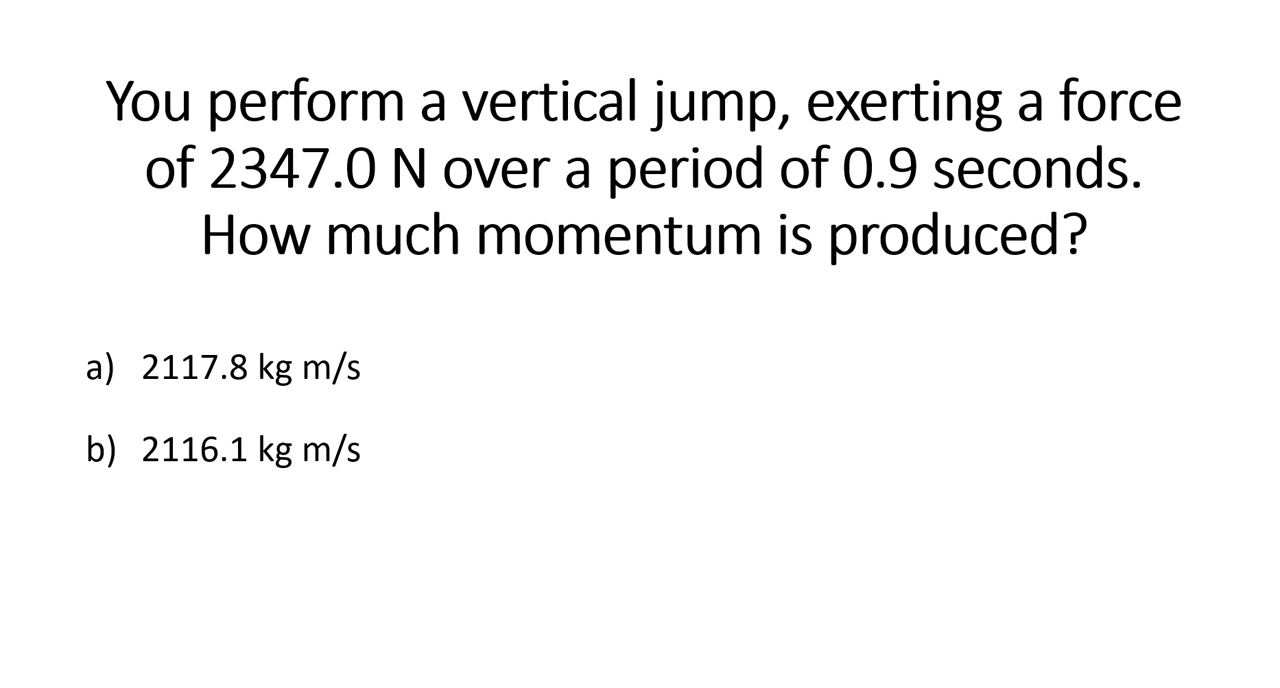 You perform a vertical jump, exerting a force
of 2347.0 N over a period of 0.9 seconds.
How much momentum is produced?
a) 2117.8 kg m/s
b) 2116.1 kg m/s